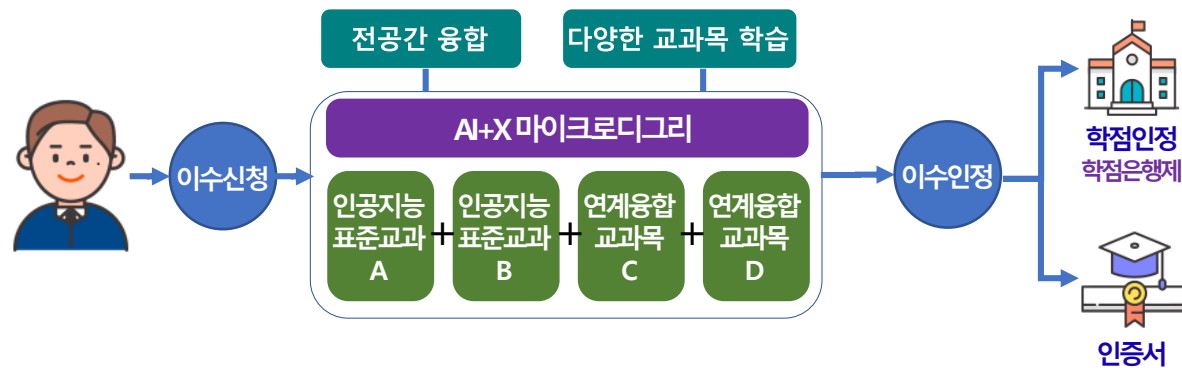 전공간 융합
다양한 교과목 학습
AI+X 마이크로디그리
이수신청
인공지능
표준교과
A
+
인공지능
표준교과
B
+
연계융합
교과목
C
+
연계융합
교과목
D
이수인정
학점인정
학점은행제
인증서